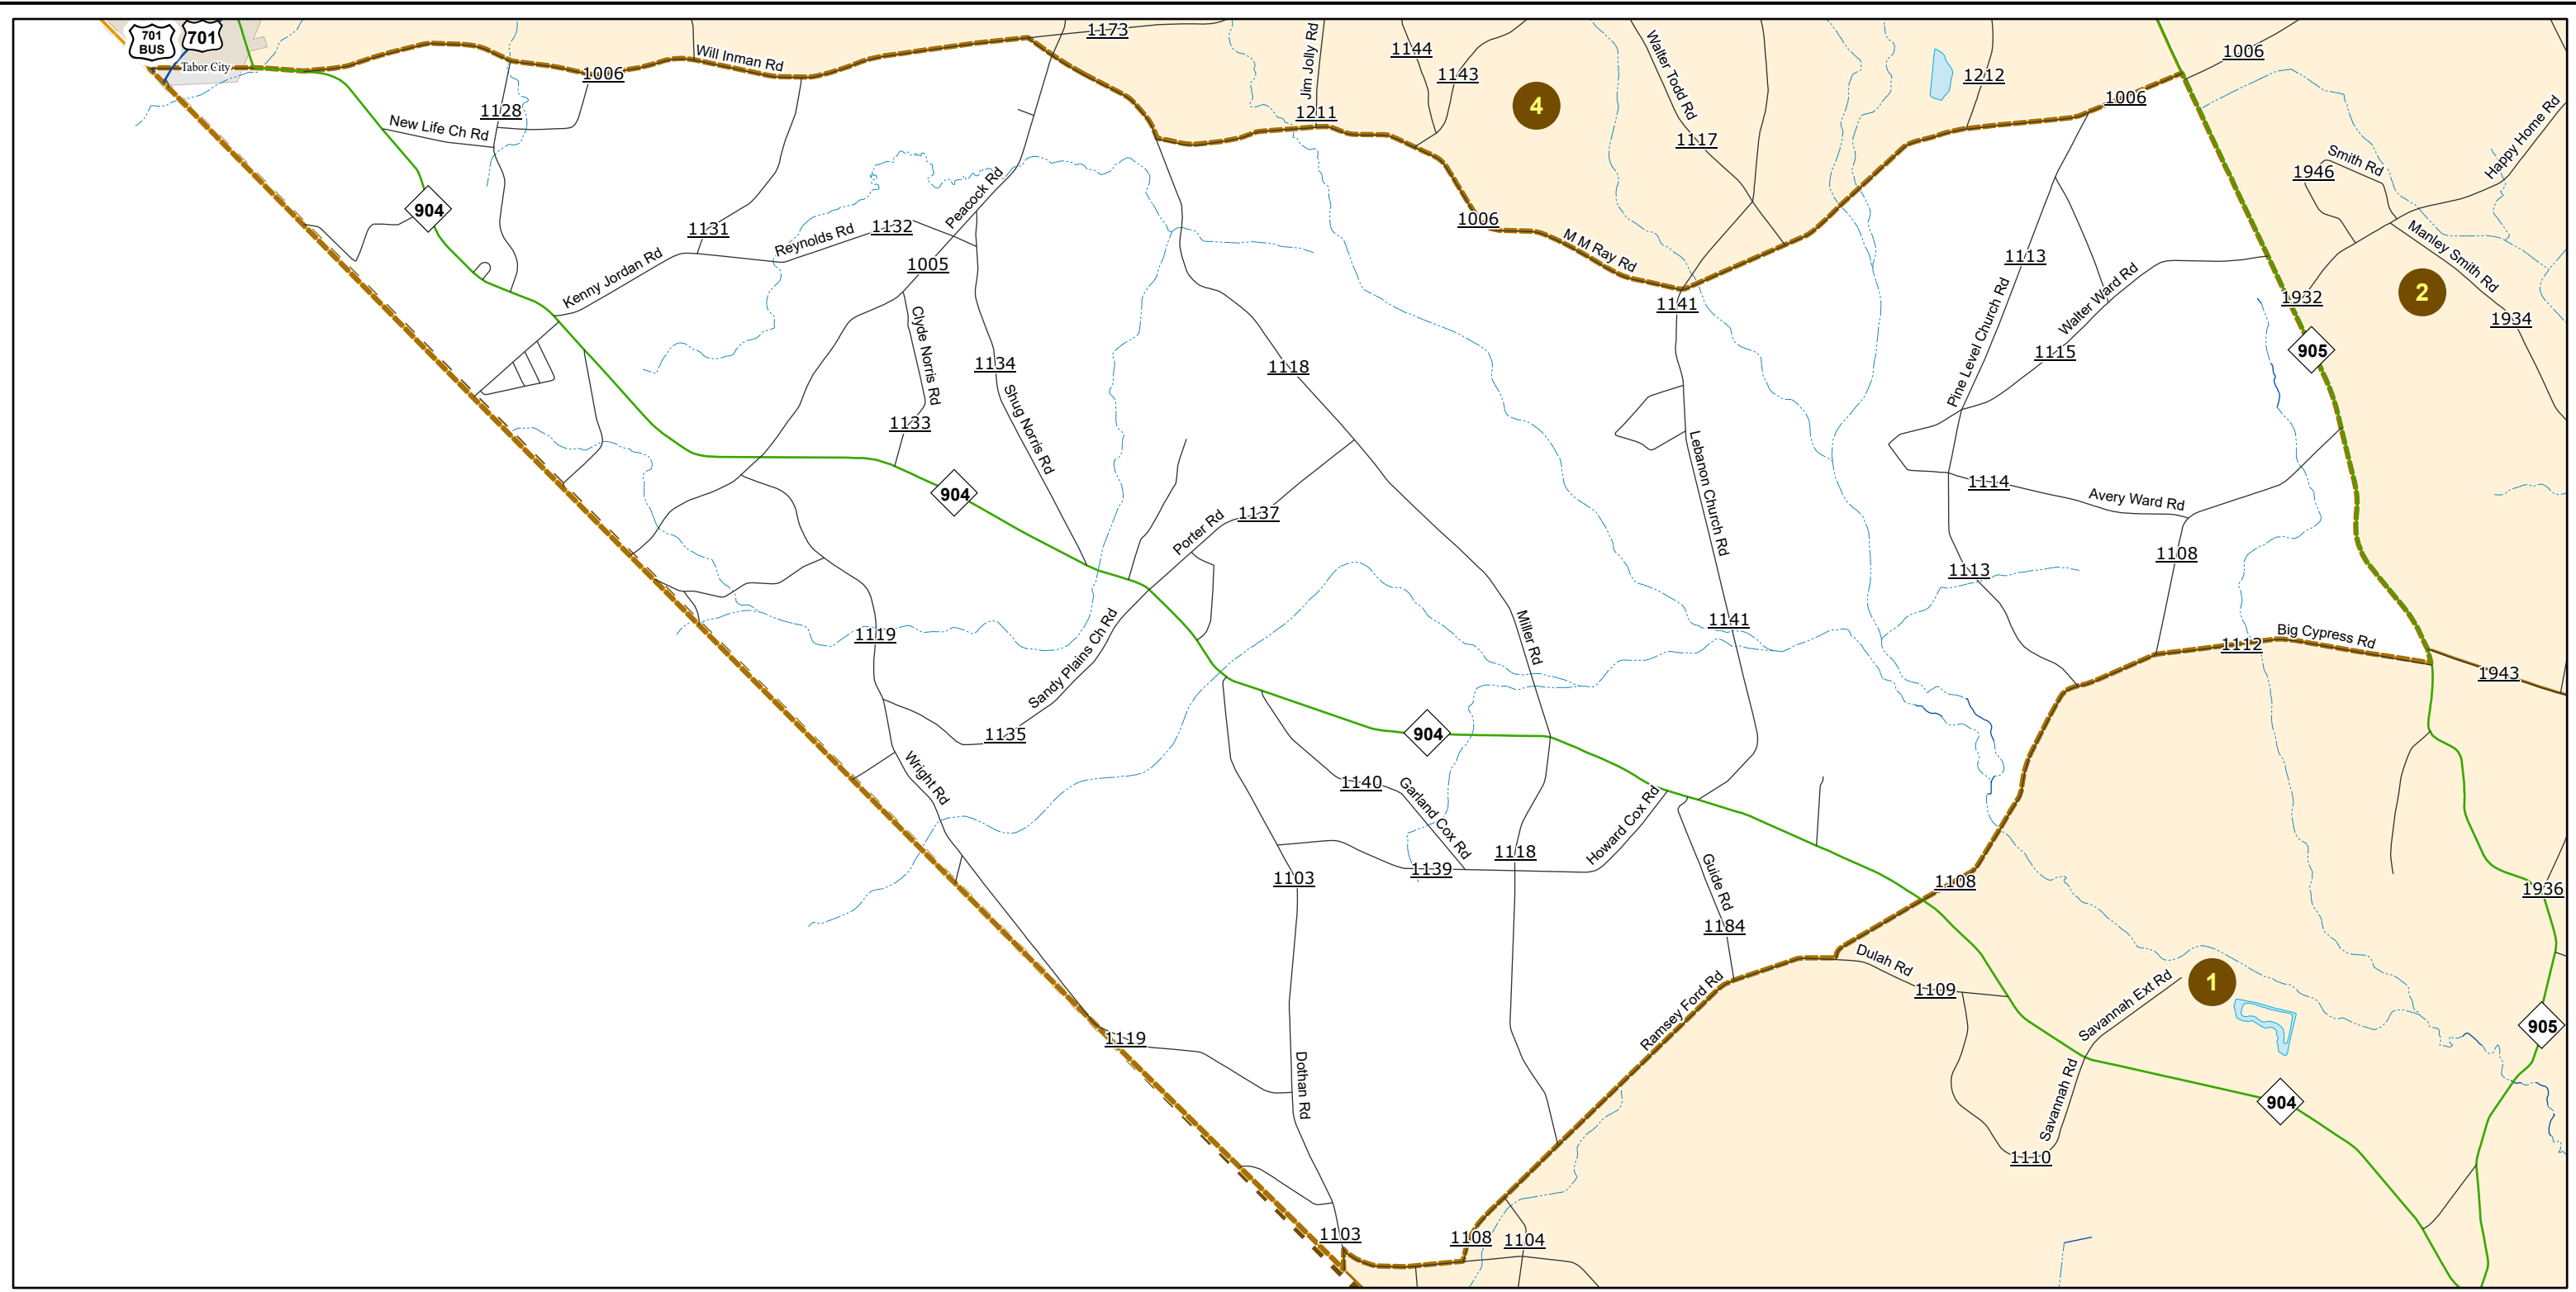 701
BUS
701
Tabor City
1173
Will Inman Rd
1006
1128
New Life Ch Rd
904
Jim Jolly Rd
1211
1144
1143
4
Walter Todd Rd
1117
1212
1006
1006
Happy Home Rd
Smith Rd
1946
Manley Smith Rd
1934
2
1932
905
1131
Kenny Jordan Rd
Reynolds Rd
1132
Peacock Rd
1005
Clyde Norris Rd
1133
1134
Shug Norris Rd
1118
1006
M M Ray Rd
1141
Lebanon Church Rd
1113
Pine Level Church Rd
Walter Ward Rd
1115
1114
Avery Ward Rd
1108
1113
904
Porter Rd
1137
Miller Rd
1141
1112
Big Cypress Rd
1943
1119
Sandy Plains Ch Rd
1135
Wright Rd
904
1140
Garland Cox Rd
1139
1118
Howard Cox Rd
1103
Guide Rd
1184
1108
1936
Dulah Rd
1109
Ramsey Ford Rd
Savannah Ext Rd
1
905
Savannah Rd
1110
904
1119
Dothan Rd
1103
1108
1104